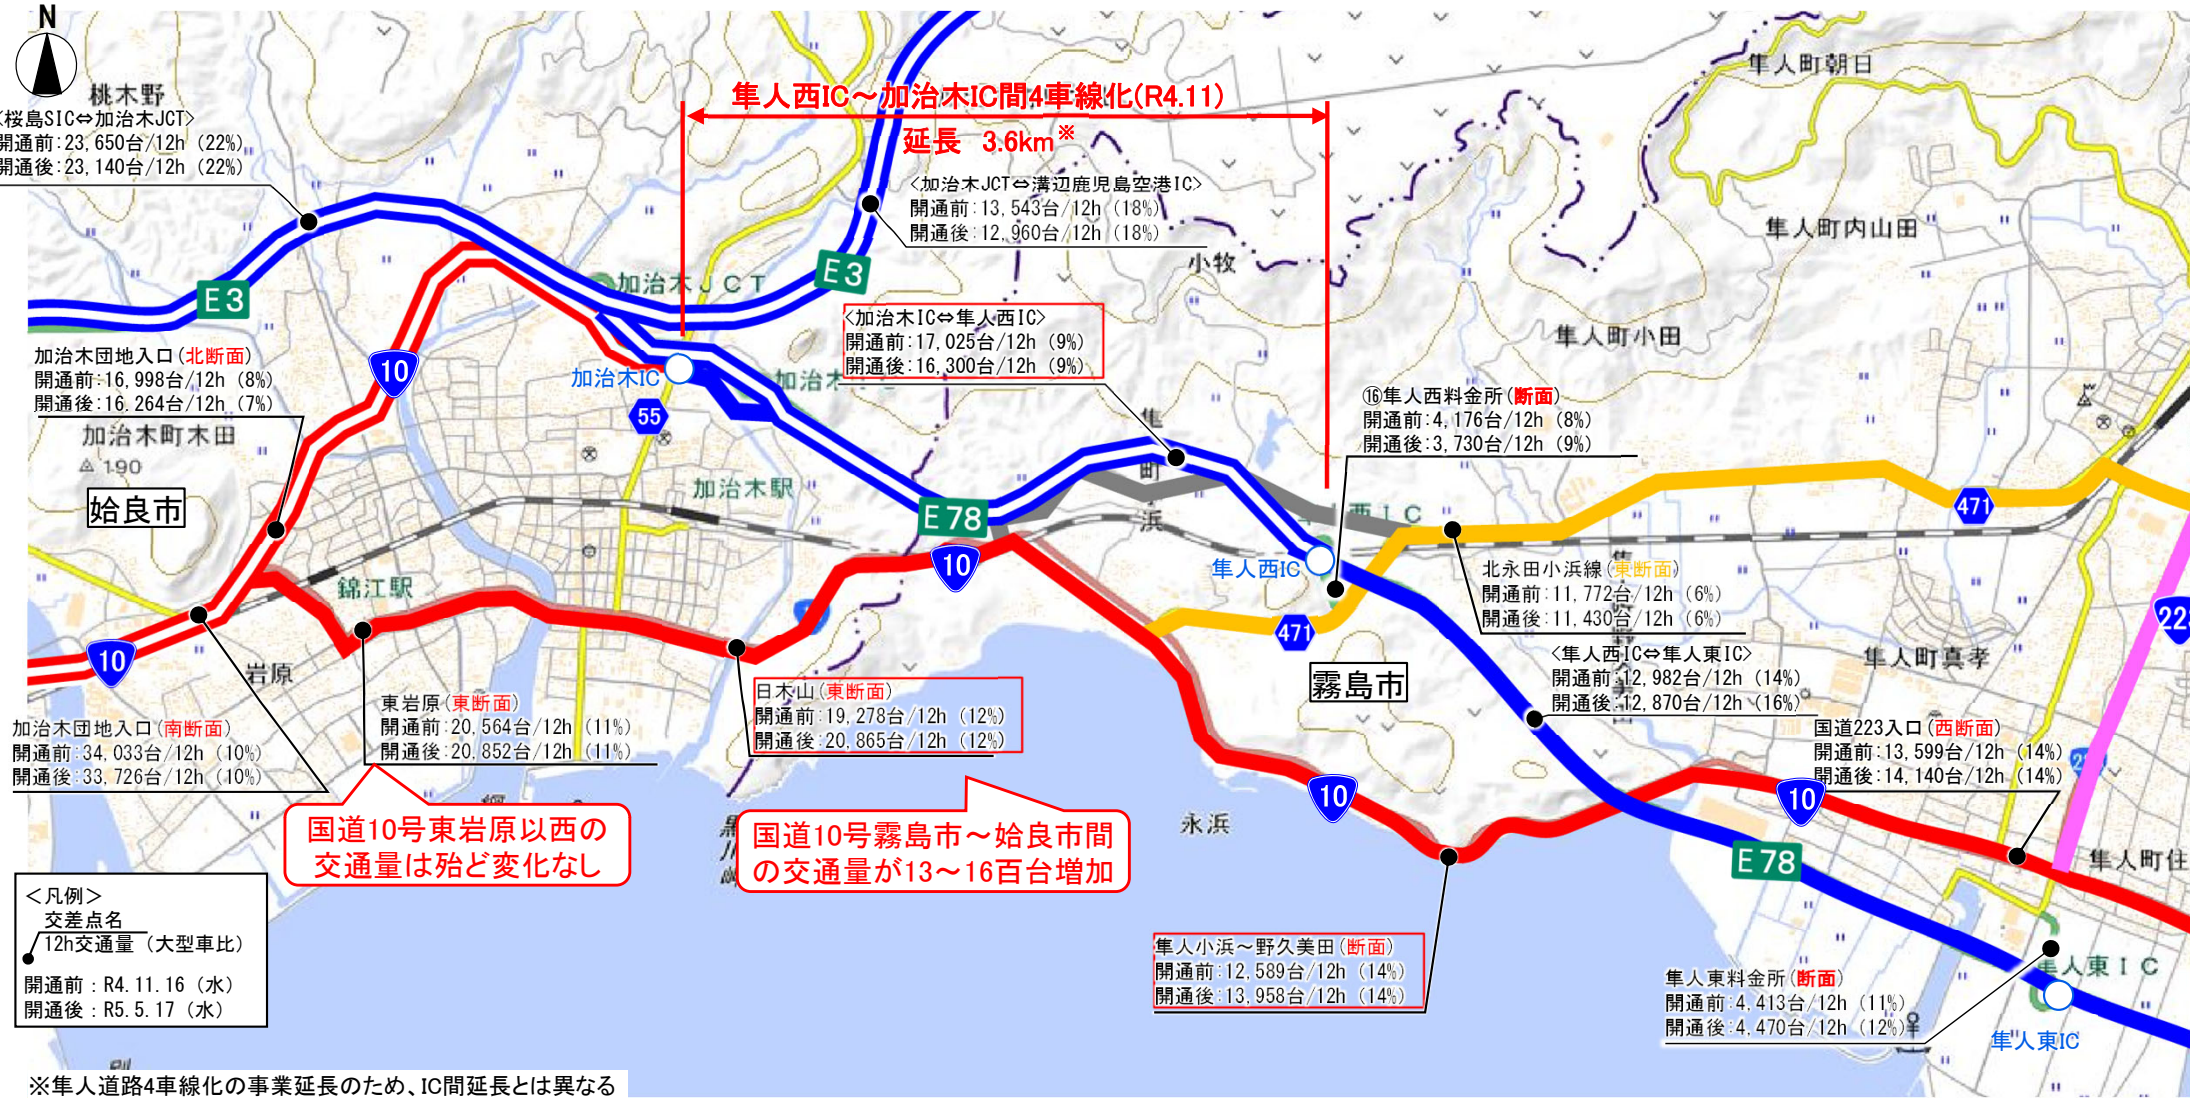 N
桃木野
<桜島SIC⇔加治木JCT>
開通前:23,650台/12h (22%)
開通後:23,140台/12h (22%)
隼人西IC～加治木IC間4車線化(R4.11)
延長 3.6km※
隼人町朝日
<加治木JCT⇔溝辺鹿児島空港IC>
開通前:13,543台/12h (18%)
開通後:12,960台/12h (18%)
隼人町内山田
小牧
E3
加治木JCT
E3
<加治木IC⇔隼人西IC>
開通前:17,025台/12h (9%)
開通後:16,300台/12h (9%)
隼人町小田
加治木団地入口(北断面)
開通前:16,998台/12h (8%)
開通後:16.264台/12h (7%)
10
加治木IC
加治木
55
⑯隼人西料金所(断面)
開通前:4,176台/12h (8%)
開通後:3,730台/12h (9%)
加治木町木田
190
姶良市
加治木駅
隼
町
浜
E78
西IC
471
10
隼人西IC
北永田小浜線(東断面)
開通前:11,772台/12h (6%)
開通後:11,430台/12h (6%)
錦江駅
223
471
10
岩原
霧島市
<隼人西IC⇔隼人東IC>
開通前:12,982台/12h (14%)
開通後:12,870台/12h (16%)
隼人町真孝
加治木団地入口(南断面)
開通前:34,033台/12h (10%)
開通後:33,726台/12h (10%)
東岩原(東断面)
開通前:20,564台/12h (11%)
開通後:20,852台/12h (11%)
日木山(東断面)
開通前:19,278台/12h (12%)
開通後:20,865台/12h (12%)
国道223入口(西断面)
開通前:13,599台/12h (14%)
開通後:14,140台/12h (14%)
国道10号東岩原以西の
交通量は殆ど変化なし
国道10号霧島市～姶良市間
の交通量が13～16百台増加
永浜
10
10
E78
隼人町住
<凡例>
交差点名
12h交通量 (大型車比)
開通前：R4.11.16 (水)
開通後：R5.5.17 (水)
隼人小浜～野久美田(断面)
開通前:12,589台/12h (14%)
開通後:13,958台/12h (14%)
隼人東料金所(断面)
開通前:4,413台/12h (11%)
開通後:4,470台/12h (12%)
隼人東IC
隼人東IC
※隼人道路4車線化の事業延長のため、IC間延長とは異なる